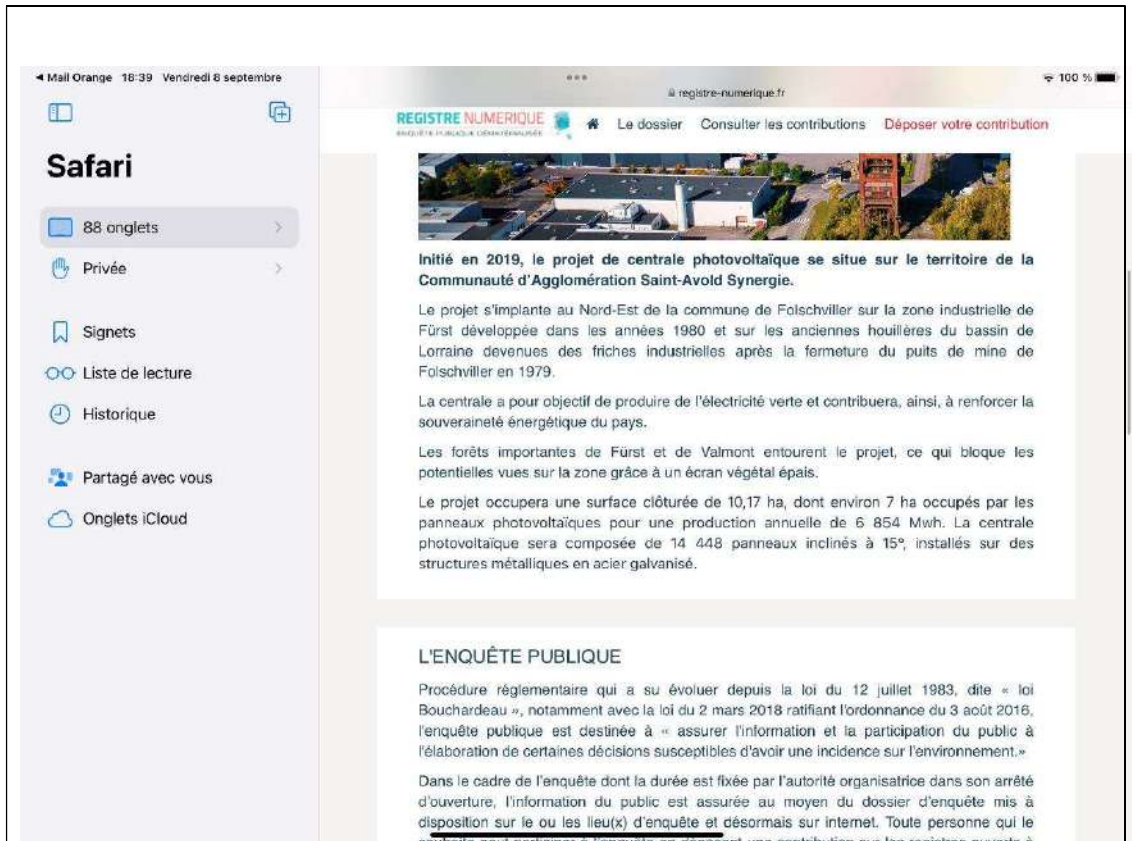 ◄ Mail Orange 18:39 Vendredi 8 septembre
100 %
registre-numerique.fr
REGISTRE NUMERIQUE
ENQUÊTE PUBLIQUE DÉMATÉRIALISÉE
Le dossier Consulter les contributions Déposer votre contribution
Safari
88 onglets
Privée
Signets
Liste de lecture
Historique
Partagé avec vous
Onglets iCloud
Initié en 2019, le projet de centrale photovoltaïque se situe sur le territoire de la
Communauté d'Agglomération Saint-Avold Synergie.
Le projet s'implante au Nord-Est de la commune de Folschviller sur la zone industrielle de
Fürst développée dans les années 1980 et sur les anciennes houillères du bassin de
Lorraine devenues des friches industrielles après la fermeture du puits de mine de
Folschviller en 1979.
La centrale a pour objectif de produire de l'électricité verte et contribuera, ainsi, à renforcer la
souveraineté énergétique du pays.
Les forêts importantes de Fürst et de Valmont entourent le projet, ce qui bloque les
potentielles vues sur la zone grâce à un écran végétal épais.
Le projet occupera une surface clôturée de 10,17 ha, dont environ 7 ha occupés par les
panneaux photovoltaïques pour une production annuelle de 6 854 Mwh. La centrale
photovoltaïque sera composée de 14 448 panneaux inclinés à 15°, installés sur des
structures métalliques en acier galvanisé.
L'ENQUÊTE PUBLIQUE
Procédure réglementaire qui a su évoluer depuis la loi du 12 juillet 1983, dite « loi
Bouchardeau », notamment avec la loi du 2 mars 2018 ratifiant l'ordonnance du 3 août 2016,
l'enquête publique est destinée à « assurer l'information et la participation du public à
l'élaboration de certaines décisions susceptibles d'avoir une incidence sur l'environnement.»
Dans le cadre de l'enquête dont la durée est fixée par l'autorité organisatrice dans son arrêté
d'ouverture, l'information du public est assurée au moyen du dossier d'enquête mis à
disposition sur le ou les lieu(x) d'enquête et désormais sur internet. Toute personne qui le